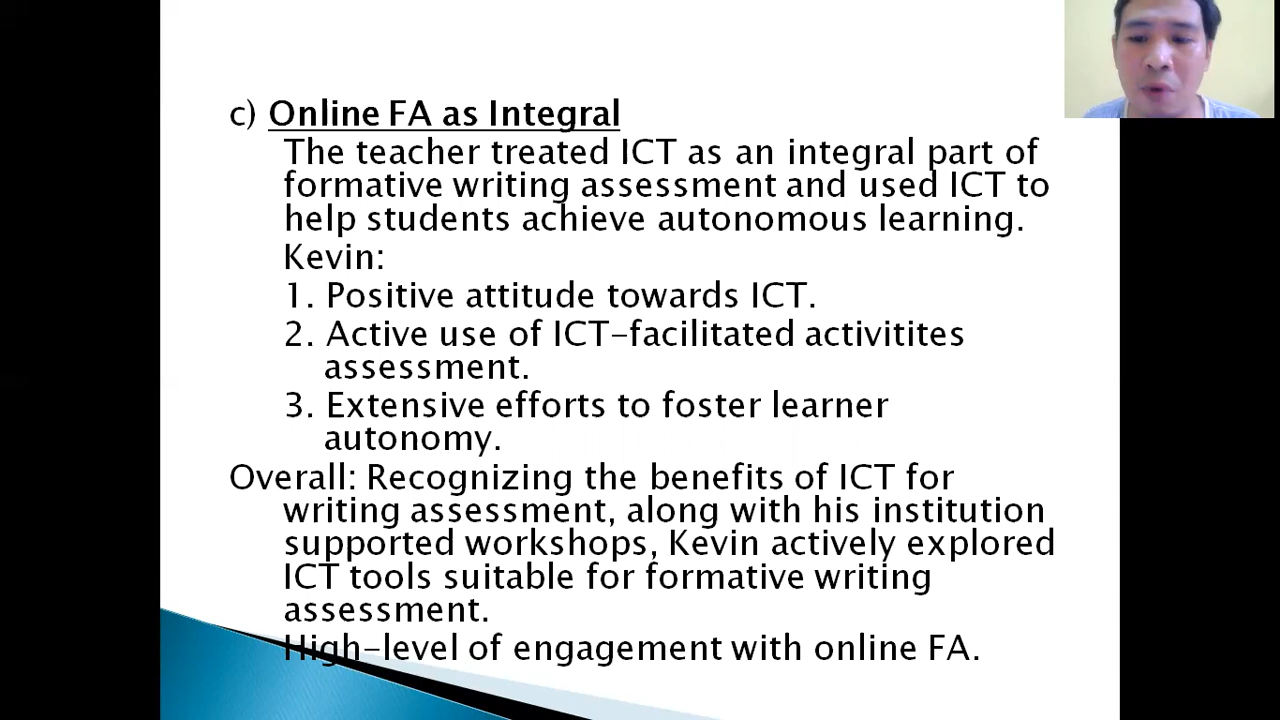 c) Online FA as Integral
The teacher treated ICT as an integral part of
formative writing assessment and used ICT to
help students achieve autonomous learning.
Kevin:
1. Positive attitude towards ICT.
2. Active use of ICT-facilitated activitites
assessment.
3. Extensive efforts to foster learner
autonomy.
Overall: Recognizing the benefits of ICT for
writing assessment, along with his institution
supported workshops, Kevin actively explored
ICT tools suitable for formative writing
assessment.
High-level of engagement with online FA.